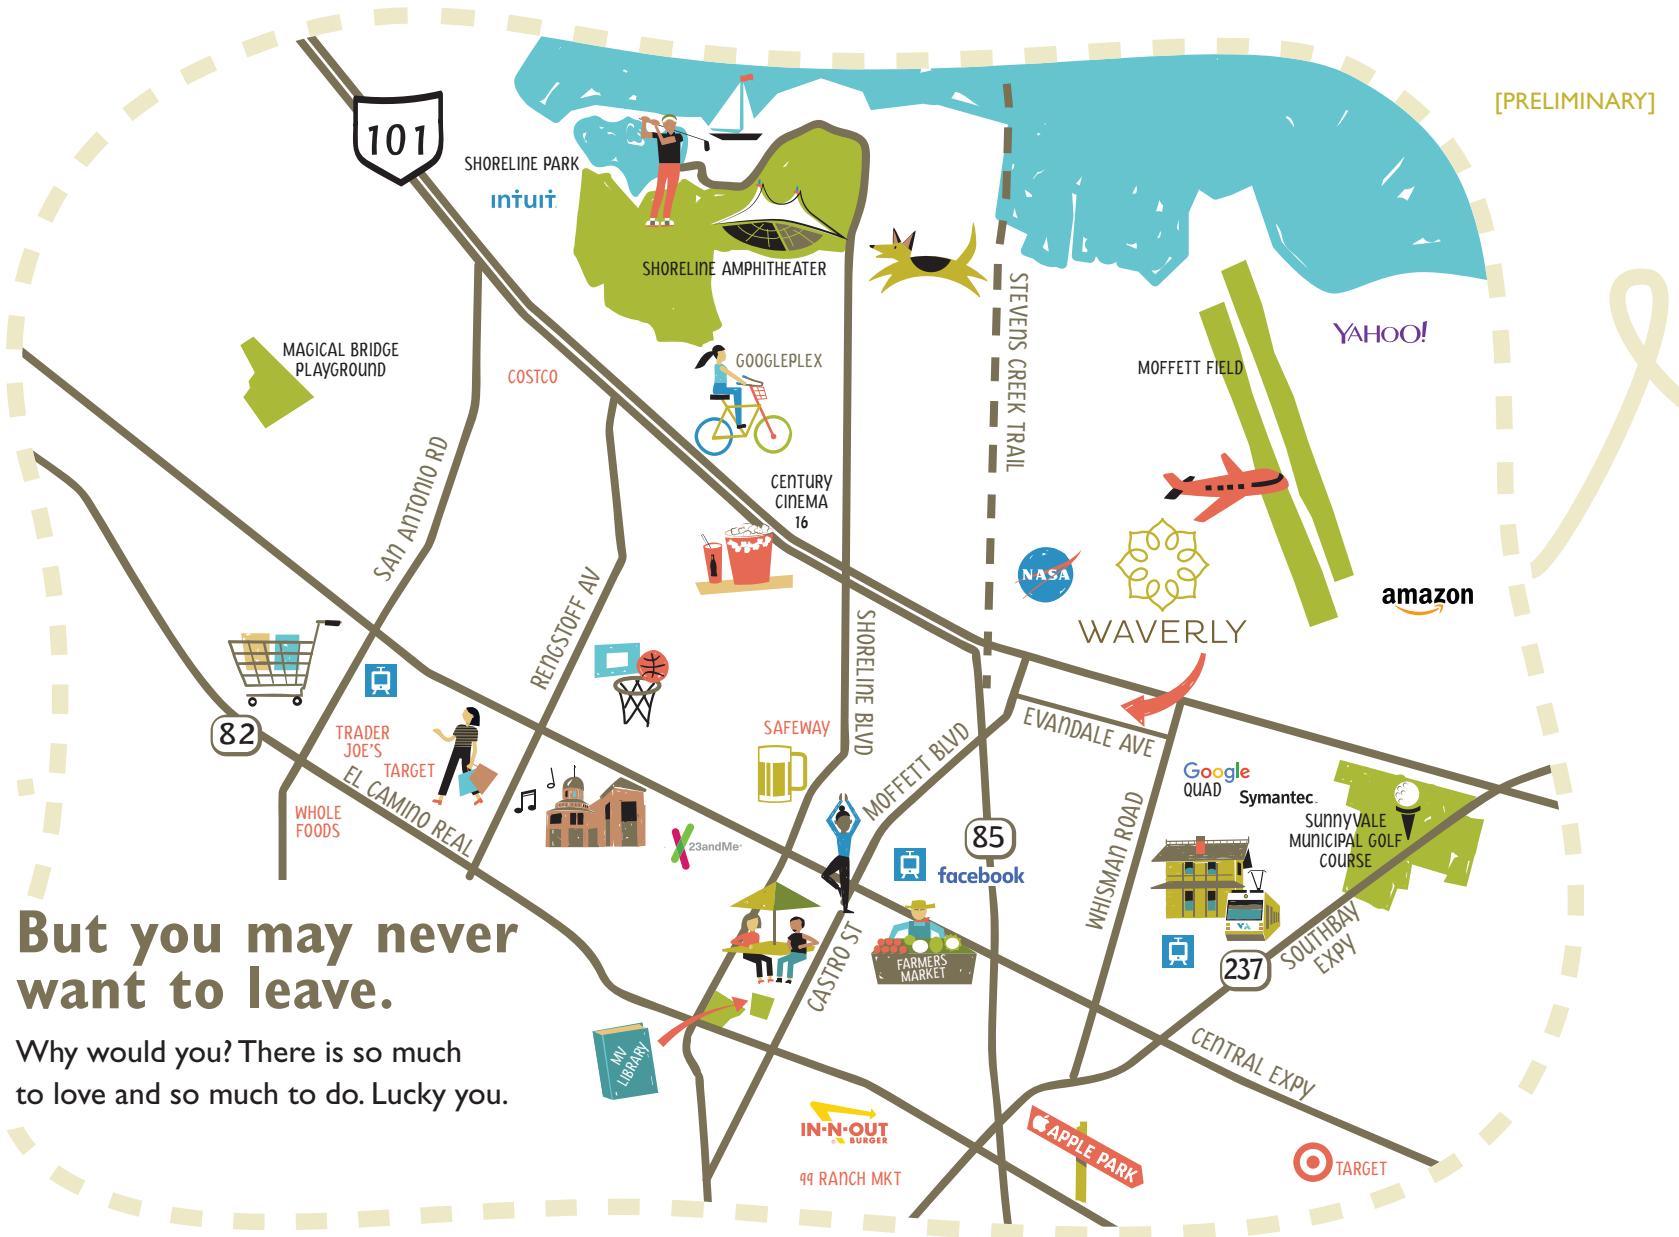 [PRELIMINARY]
101
SHORELINE PARK
intuit
SHORELINE AMPHITHEATER
STEVENS CREEK TRAIL
YAHOO!
MAGICAL BRIDGE
PLAYGROUND
COSTCO
GOOGLEPLEX
MOFFETT FIELD
SAN ANTONIO RD
CENTURY
CINEMA
16
NASA
amazon
WAVERLY
RENGSTOFF AV
SHORELINE BLVD
82
TRADER
JOE'S
TARGET
SAFEWAY
EVANDALE AVE
MOFFETT BLVD
EL CAMINO REAL
WHOLE
FOODS
Google
QUAD
Symantec.
SUNNYVALE
MUNICIPAL GOLF
COURSE
85
23andMe
facebook
WHISMAN ROAD
VA
SOUTHBAY
EXPY
237
CASTRO ST
FARMERS
MARKET
But you may never
want to leave.
Why would you? There is so much
to love and so much to do. Lucky you.
MV
LIBRARY
CENTRAL EXPY
IN-N-OUT
BURGER
99 RANCH MKT
APPLE PARK
TARGET